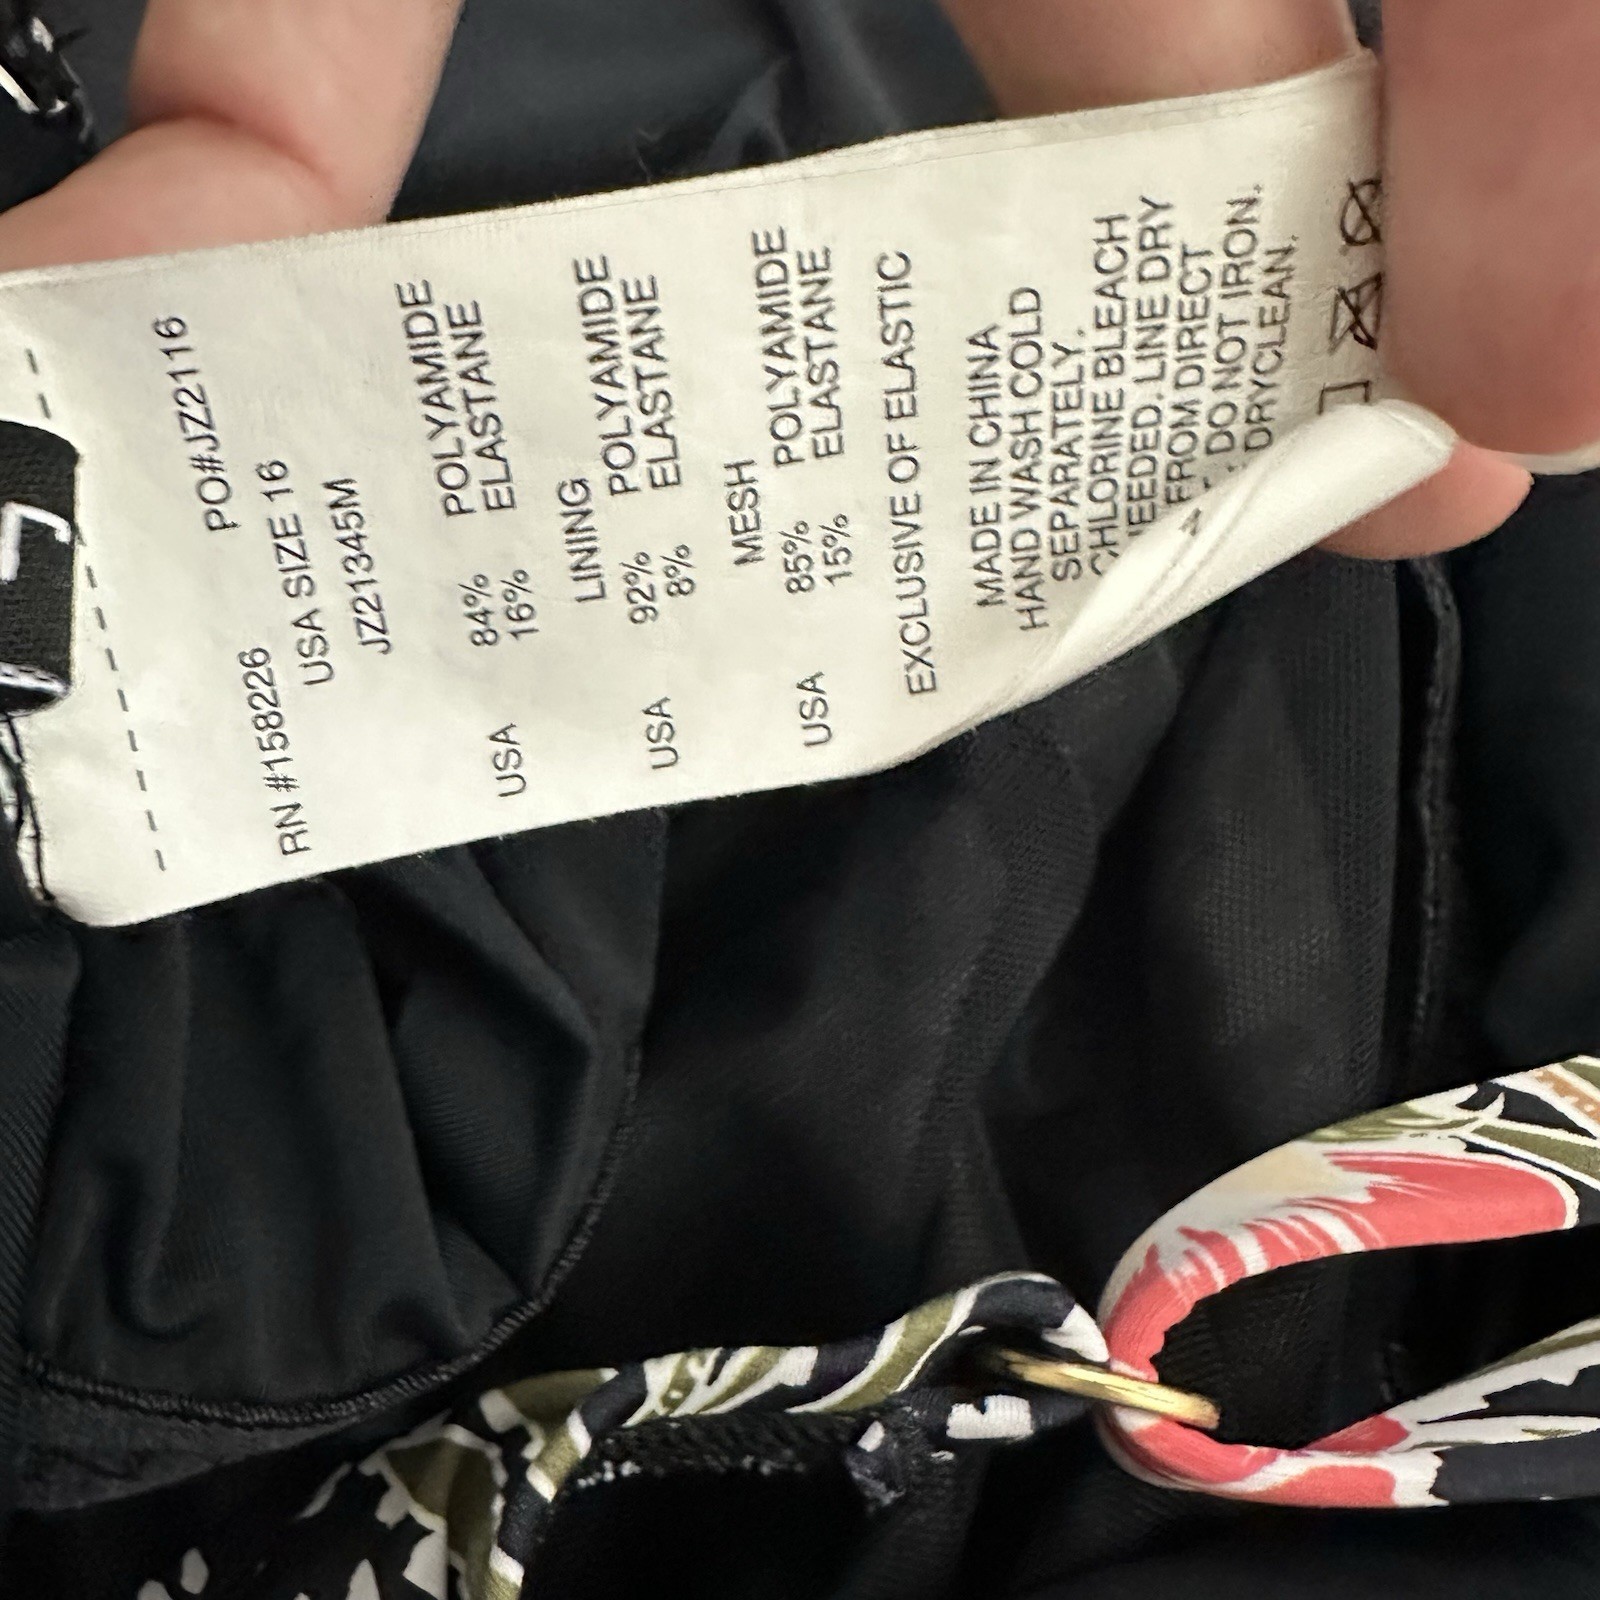 PO#JZ2116
RN #158226
USA SIZE 16
JZ21345M
USA 84% POLYAMIDE
16% ELASTANE
LINING
USA 92% POLYAMIDE
8% ELASTANE
MESH
USA 85% POLYAMIDE
15% ELASTANE
EXCLUSIVE OF ELASTIC
MADE IN CHINA
HAND WASH COLD
SEPARATELY.
CHLORINE BLEACH
LINE DRY
FROM DIRECT
DO NOT IRON.
DRYCLEAN.